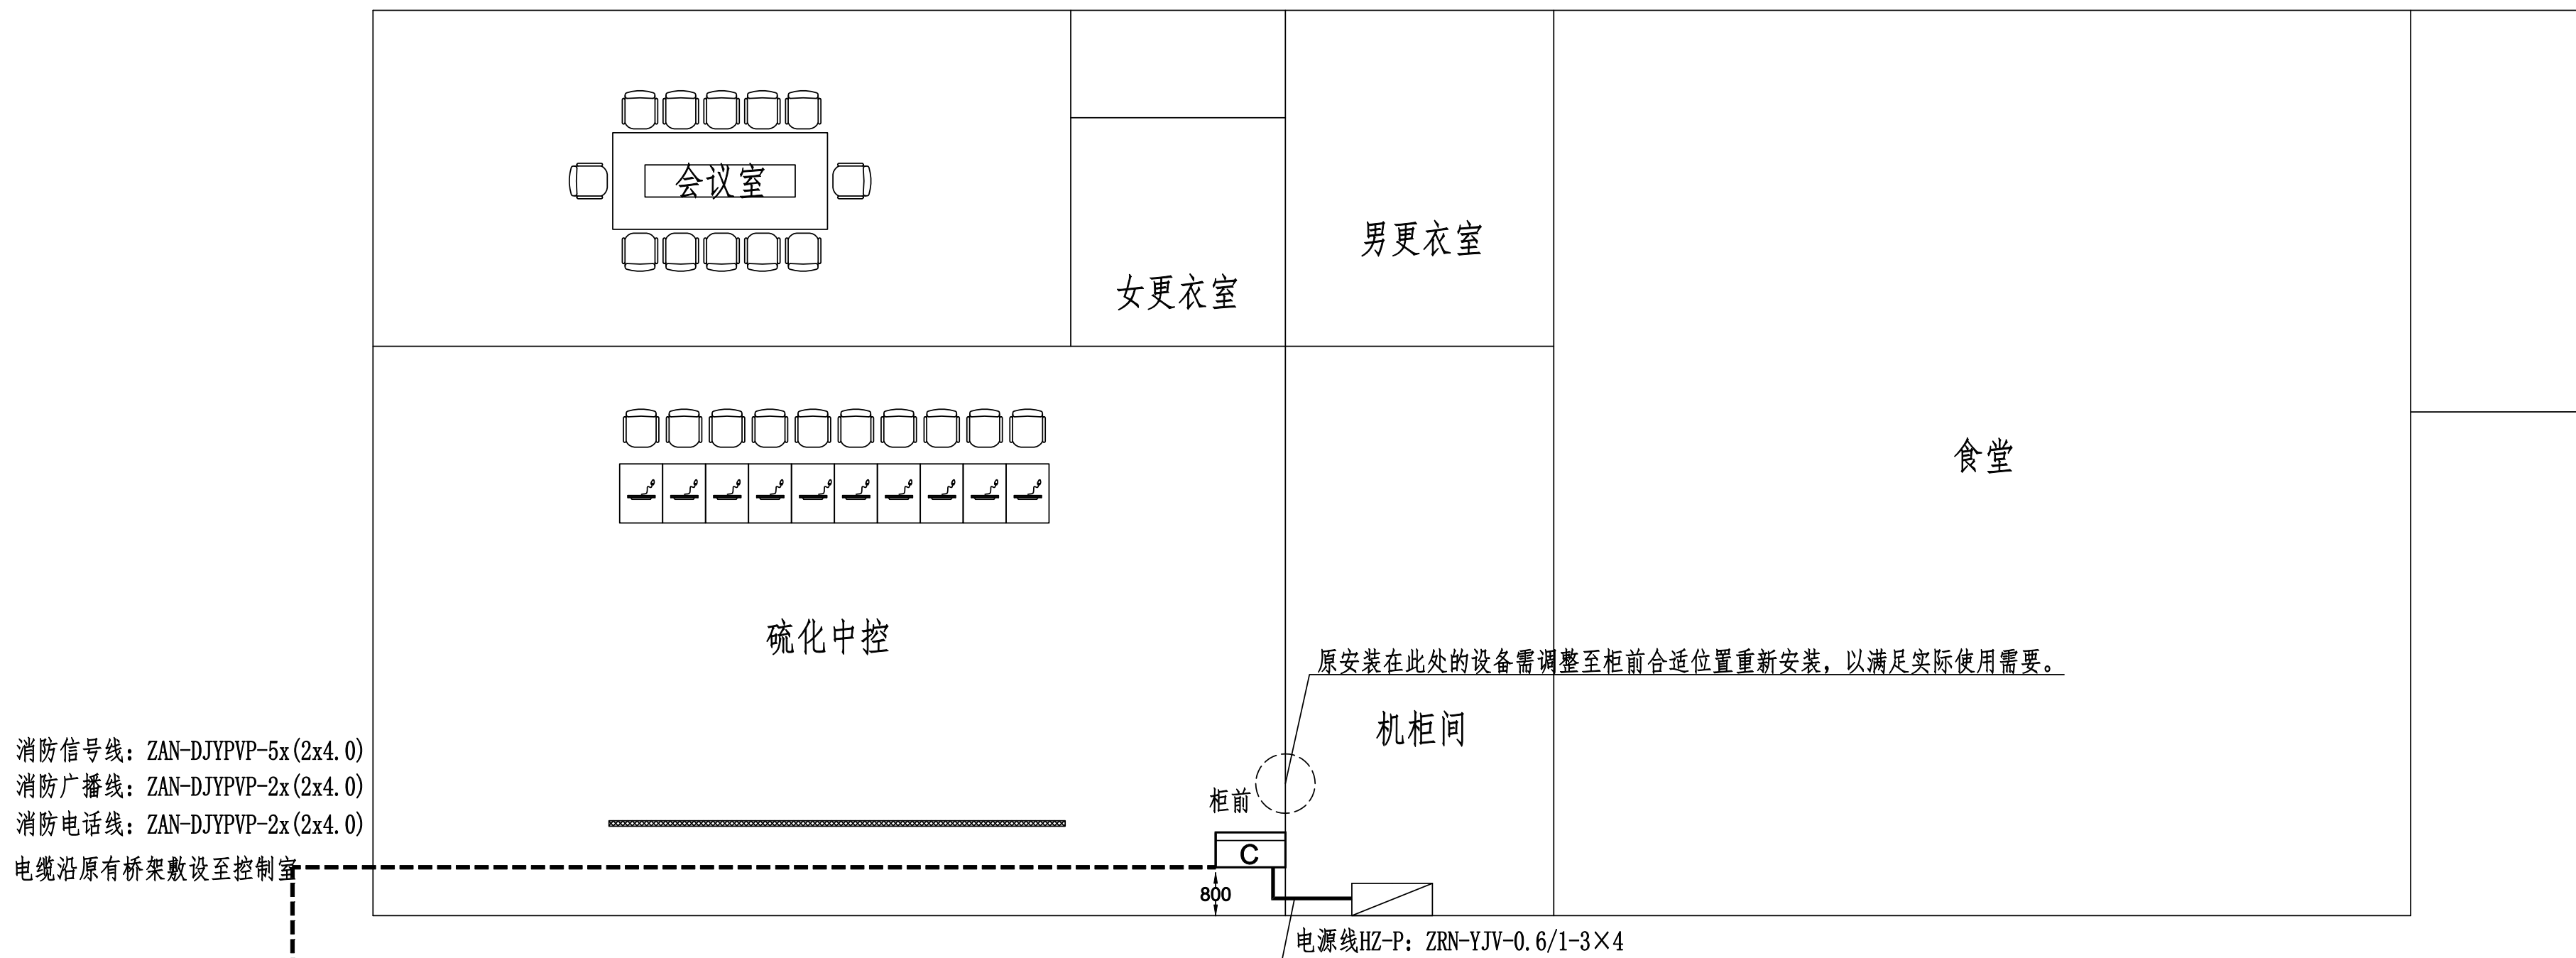 会议室
男更衣室
女更衣室
食堂
硫化中控
原安装在此处的设备需调整至柜前合适位置重新安装，以满足实际使用需要。
机柜间
消防信号线：ZAN-DJYPVP-5x(2x4.0)
消防广播线：ZAN-DJYPVP-2x(2x4.0)
柜前
消防电话线：ZAN-DJYPVP-2x(2x4.0)
C
电缆沿原有桥架敷设至控制室
800
电源线HZ-P：ZRN-YJV-0.6/1-3×4